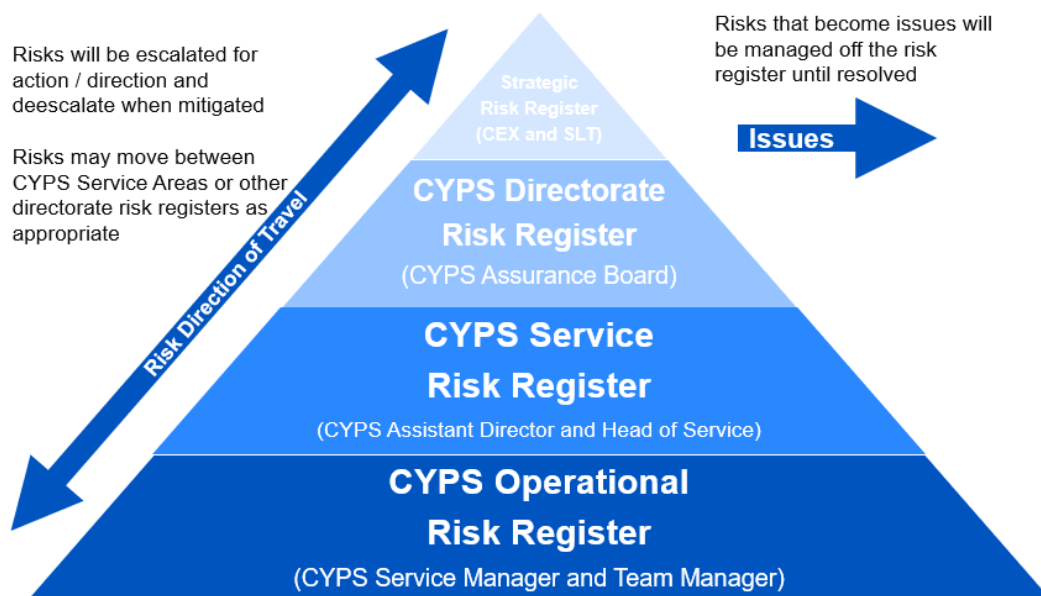 Risks will be escalated for
action / direction and
deescalate when mitigated
Risks may move between
CYPS Service Areas or other
directorate risk registers as
appropriate
Risk Direction of Travel
Strategic
Risk Register
(CEX and SLT)
CYPS Directorate
Risk Register
(CYPS Assurance Board)
CYPS Service
Risk Register
(CYPS Assistant Director and Head of Service)
CYPS Operational
Risk Register
(CYPS Service Manager and Team Manager)
Risks that become issues will
be managed off the risk
register until resolved
Issues